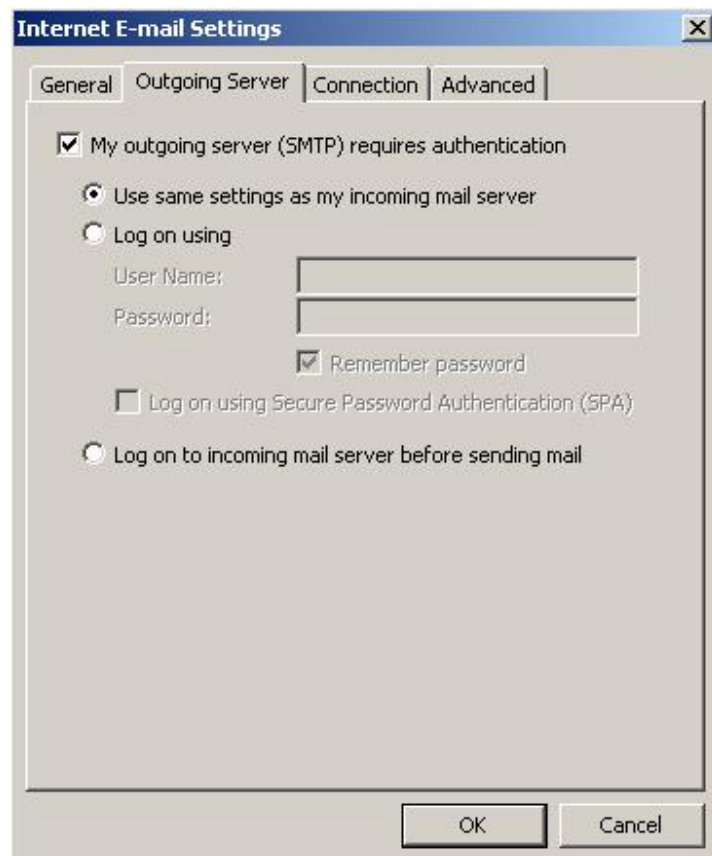 Internet E-mail Settings
General Outgoing Server Connection Advanced
My outgoing server (SMTP) requires authentication
Use same settings as my incoming mail server
Log on using
User Name:
Password:
Remember password
Log on using Secure Password Authentication (SPA)
Log on to incoming mail server before sending mail
OK Cancel